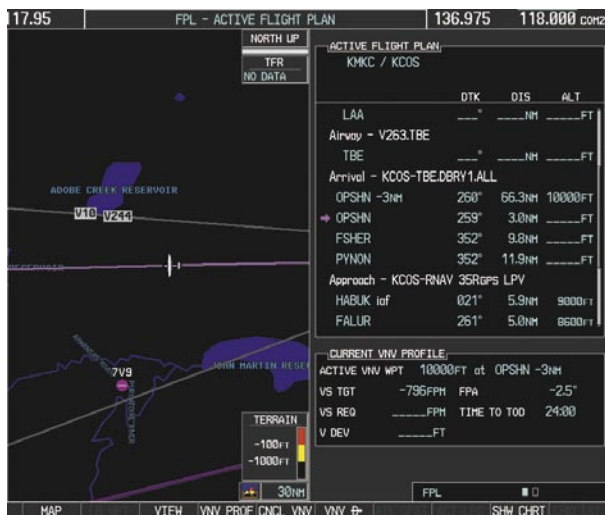 117.95
FPL - ACTIVE FLIGHT PLAN
136.975 118.000 COM2
NORTH UP
TFR
NO DATA
ADOBE CREEK RESERVOIR
V10 V244
7V9
TERRAIN
-100FT
-1000FT
30NM
ACTIVE FLIGHT PLAN
KMKC / KCOS
DTK DIS ALT
LAA ___° ____NM _____FT
Airway - V263.TBE
TBE ___° ____NM _____FT
Arrival - KCOS-TBE.DBRY1.ALL
OPSHN -3NM 260° 66.3NM 10000FT
OPSHN 259° 3.0NM _____FT
FSHER 352° 9.8NM _____FT
PYNON 352° 11.9NM _____FT
Approach - KCOS-RNAV 35RGPS LPV
HABUK iaf 021° 5.9NM 9000FT
FALUR 261° 5.0NM 8600FT
CURRENT VNV PROFILE
ACTIVE VNV WPT 10000FT at OPSHN -3NM
VS TGT -796FPM FPA -2.5°
VS REQ _____FPM TIME TO TOD 24:00
V DEV _____FT
FPL
MAP VIEW VNV PROF CNCL VNV VNV SHW CHRT